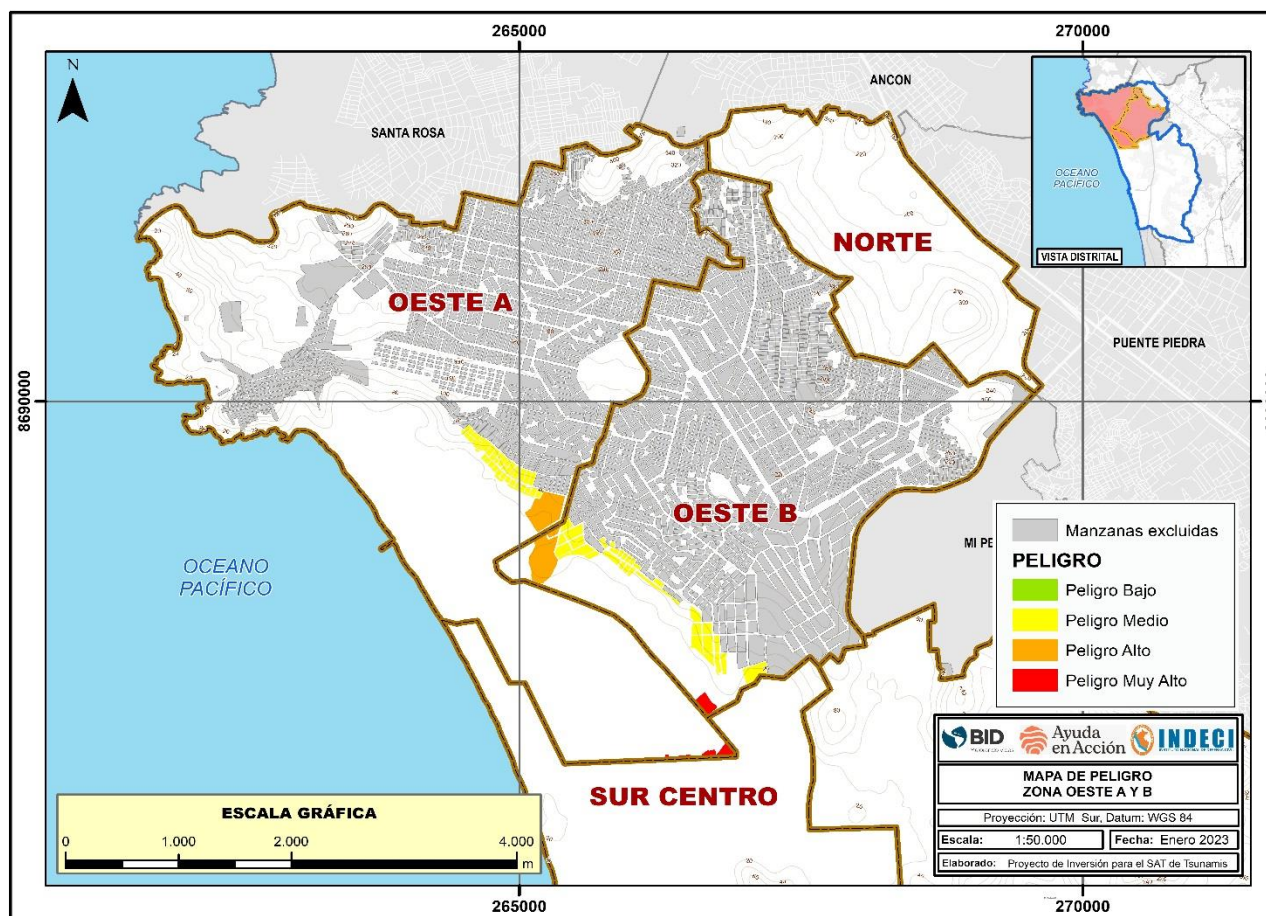 265000
270000
N
ANCON
SANTA ROSA
OCEANO
PACÍFICO
VISTA DISTRITAL
NORTE
OESTE A
PUENTE PIEDRA
8690000
OESTE B
MI PE
OCEANO
PACÍFICO
Manzanas excluidas
PELIGRO
Peligro Bajo
Peligro Medio
Peligro Alto
Peligro Muy Alto
SUR CENTRO
ESCALA GRÁFICA
0 1.000 2.000 4.000
m
BID Ayuda en Acción INDECI
MAPA DE PELIGRO
ZONA OESTE A Y B
Proyección: UTM Sur, Datum: WGS 84
Escala: 1:50.000 Fecha: Enero 2023
Elaborado: Proyecto de Inversión para el SAT de Tsunamis
265000
270000